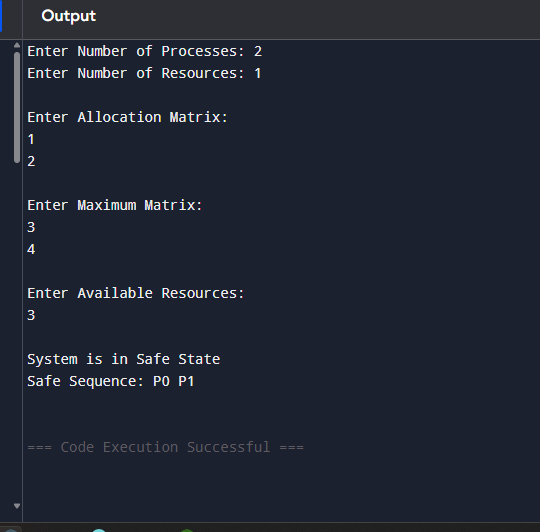 Output
Enter Number of Processes: 2
Enter Number of Resources: 1
Enter Allocation Matrix:
1
2
Enter Maximum Matrix:
3
4
Enter Available Resources:
3
System is in Safe State
Safe Sequence: P0 P1
=== Code Execution Successful ===